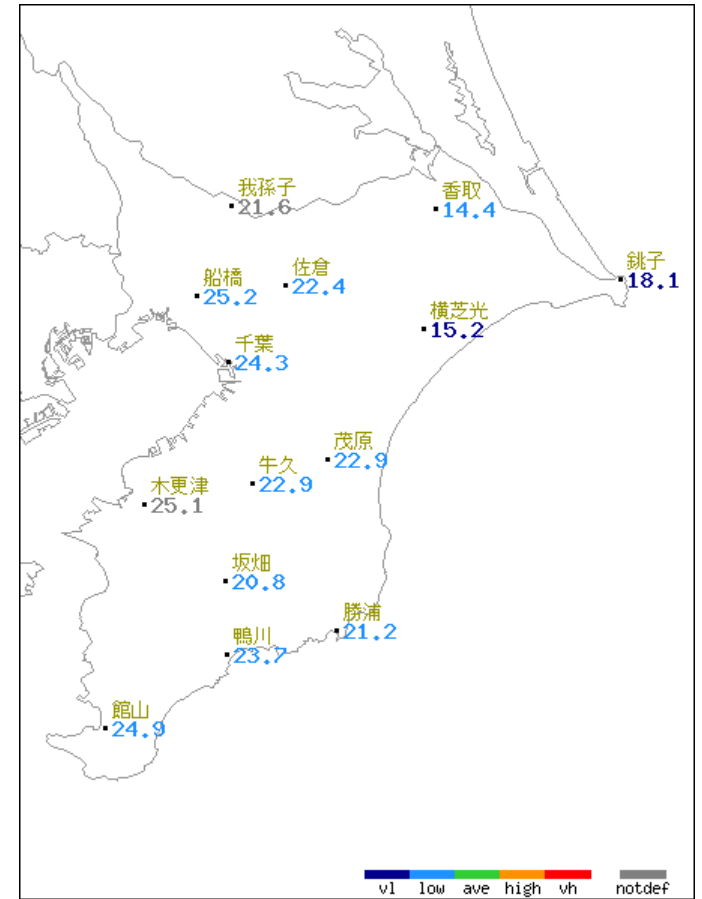 我孫子
21.6
香取
14.4
銚子
18.1
船橋
25.2
佐倉
22.4
横芝光
15.2
千葉
24.3
茂原
22.9
牛久
22.9
木更津
25.1
坂畑
20.8
勝浦
21.2
鴨川
23.7
館山
24.9
vl low ave high vh notdef